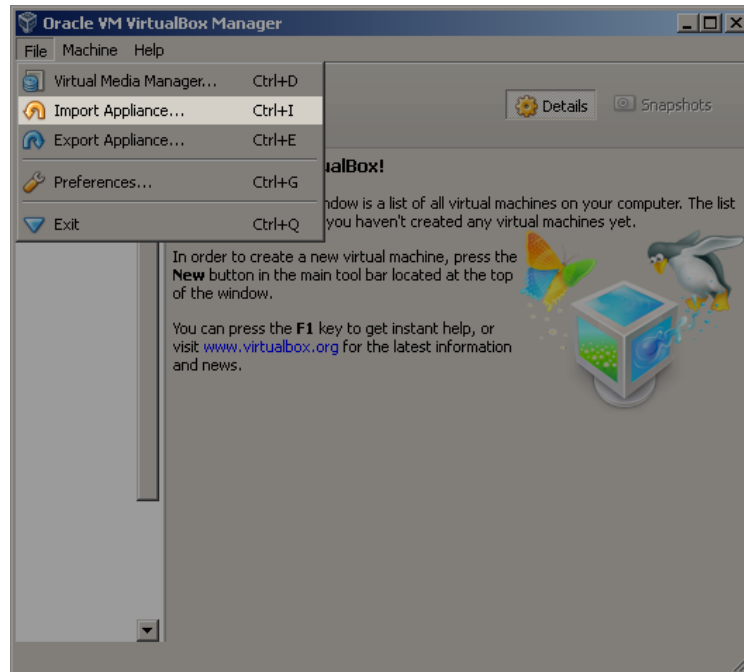 Oracle VM VirtualBox Manager
File Machine Help
Virtual Media Manager... Ctrl+D
Import Appliance... Ctrl+I
Export Appliance... Ctrl+E
Preferences... Ctrl+G
Exit Ctrl+Q
Details Snapshots
ualBox!
ndow is a list of all virtual machines on your computer. The list
you haven't created any virtual machines yet.
In order to create a new virtual machine, press the
New button in the main tool bar located at the top
of the window.
You can press the F1 key to get instant help, or
visit www.virtualbox.org for the latest information
and news.